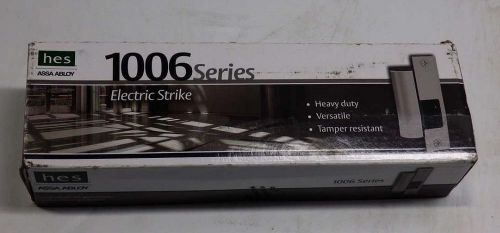 hes
ASSA ABLOY
1006 Series
Electric Strike
• Heavy duty
• Versatile
• Tamper resistant
hes
ASSA ABLOY
1006 Series